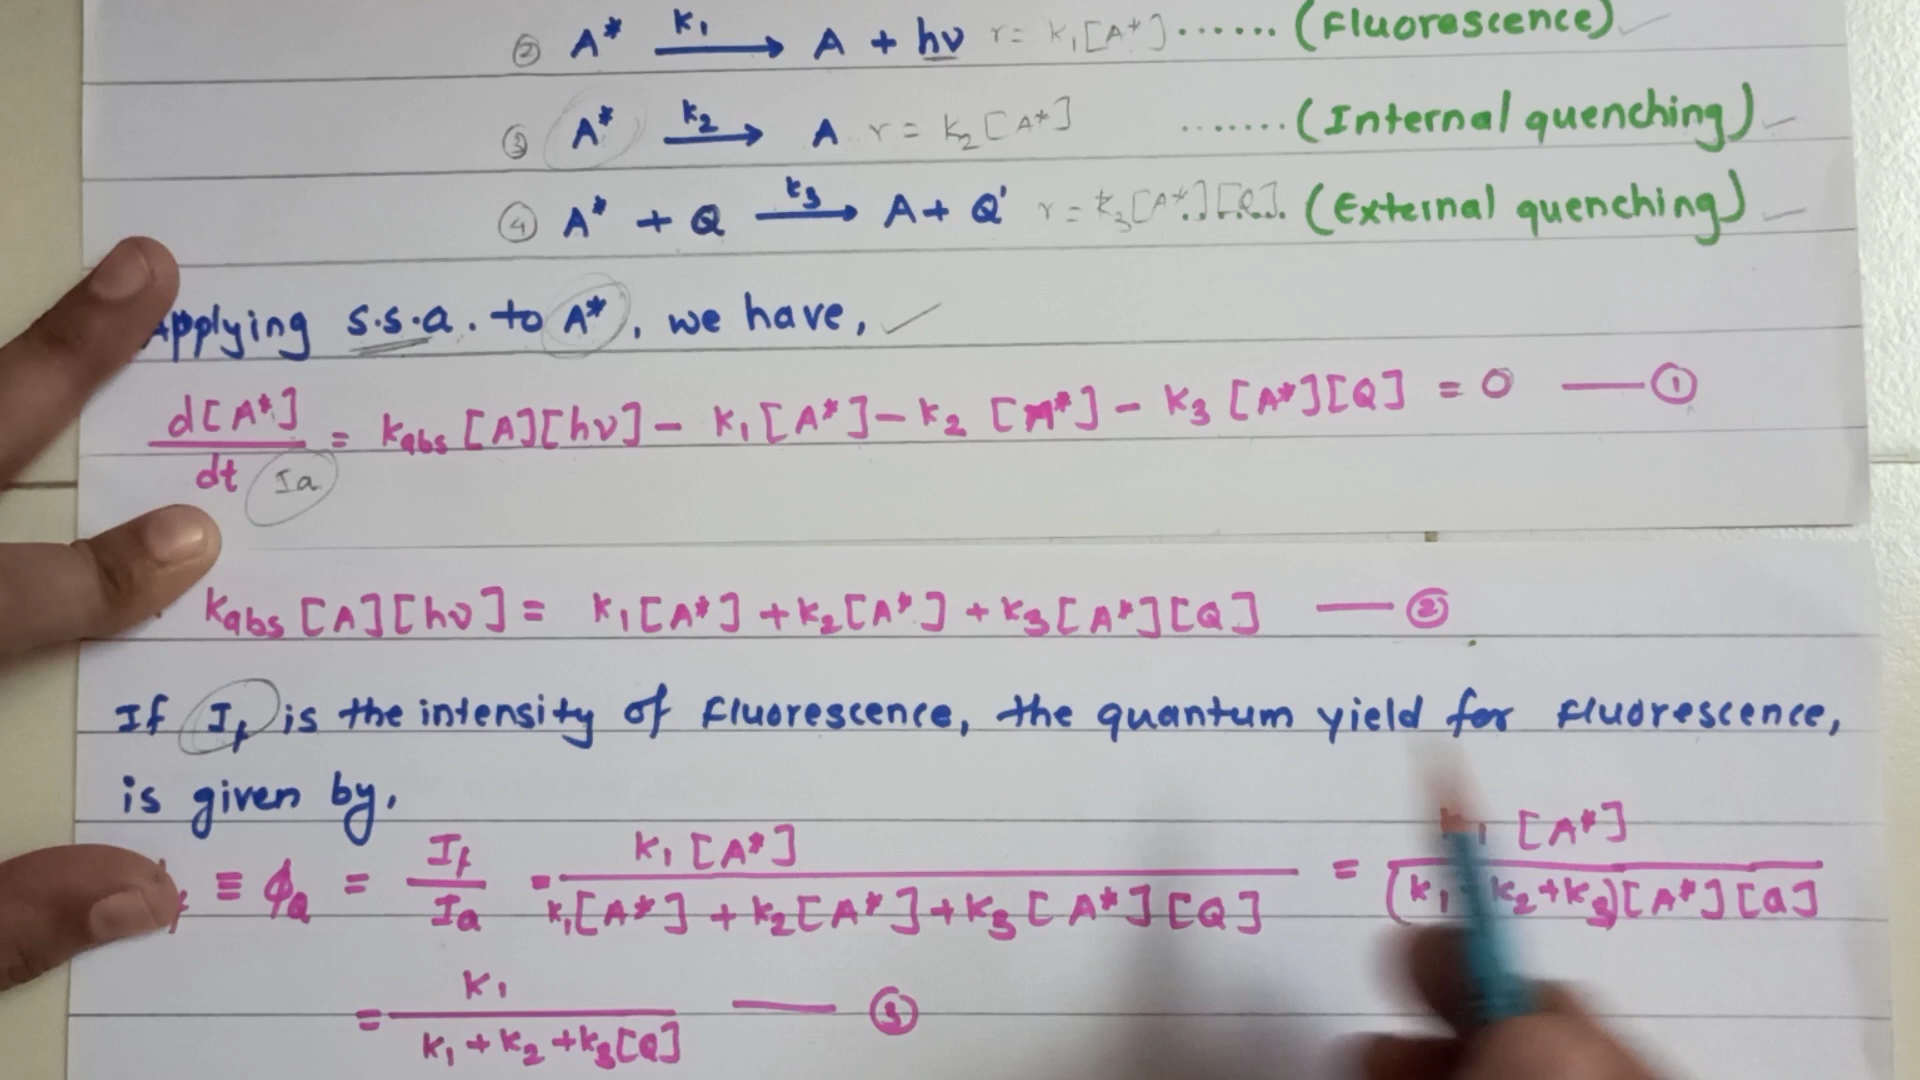 ② A* k₁ → A + hν r = k₁[A*] ...... (Fluorescence)
③ A* k₂ → A r = k₂[A*] ....... (Internal quenching)
④ A* + Q k₃ → A + Q' r = k₃[A*][Q]. (External quenching)
Applying s.s.a. to A*, we have,
d[A*]/dt = kabs [A][hν] - k₁[A*] - k₂ [A*] - k₃ [A*][Q] = 0 — ①
Ia
kabs [A][hν] = k₁[A*] + k₂[A*] + k₃[A*][Q] — ②
If If is the intensity of fluorescence, the quantum yield for fluorescence,
is given by,
≡ ϕQ = If/Ia = k₁[A*] / k₁[A*] + k₂[A*] + k₃[A*][Q] = k₁[A*] / (k₁+k₂+k₃)[A*][Q]
= k₁ / k₁ + k₂ + k₃[Q] — ③